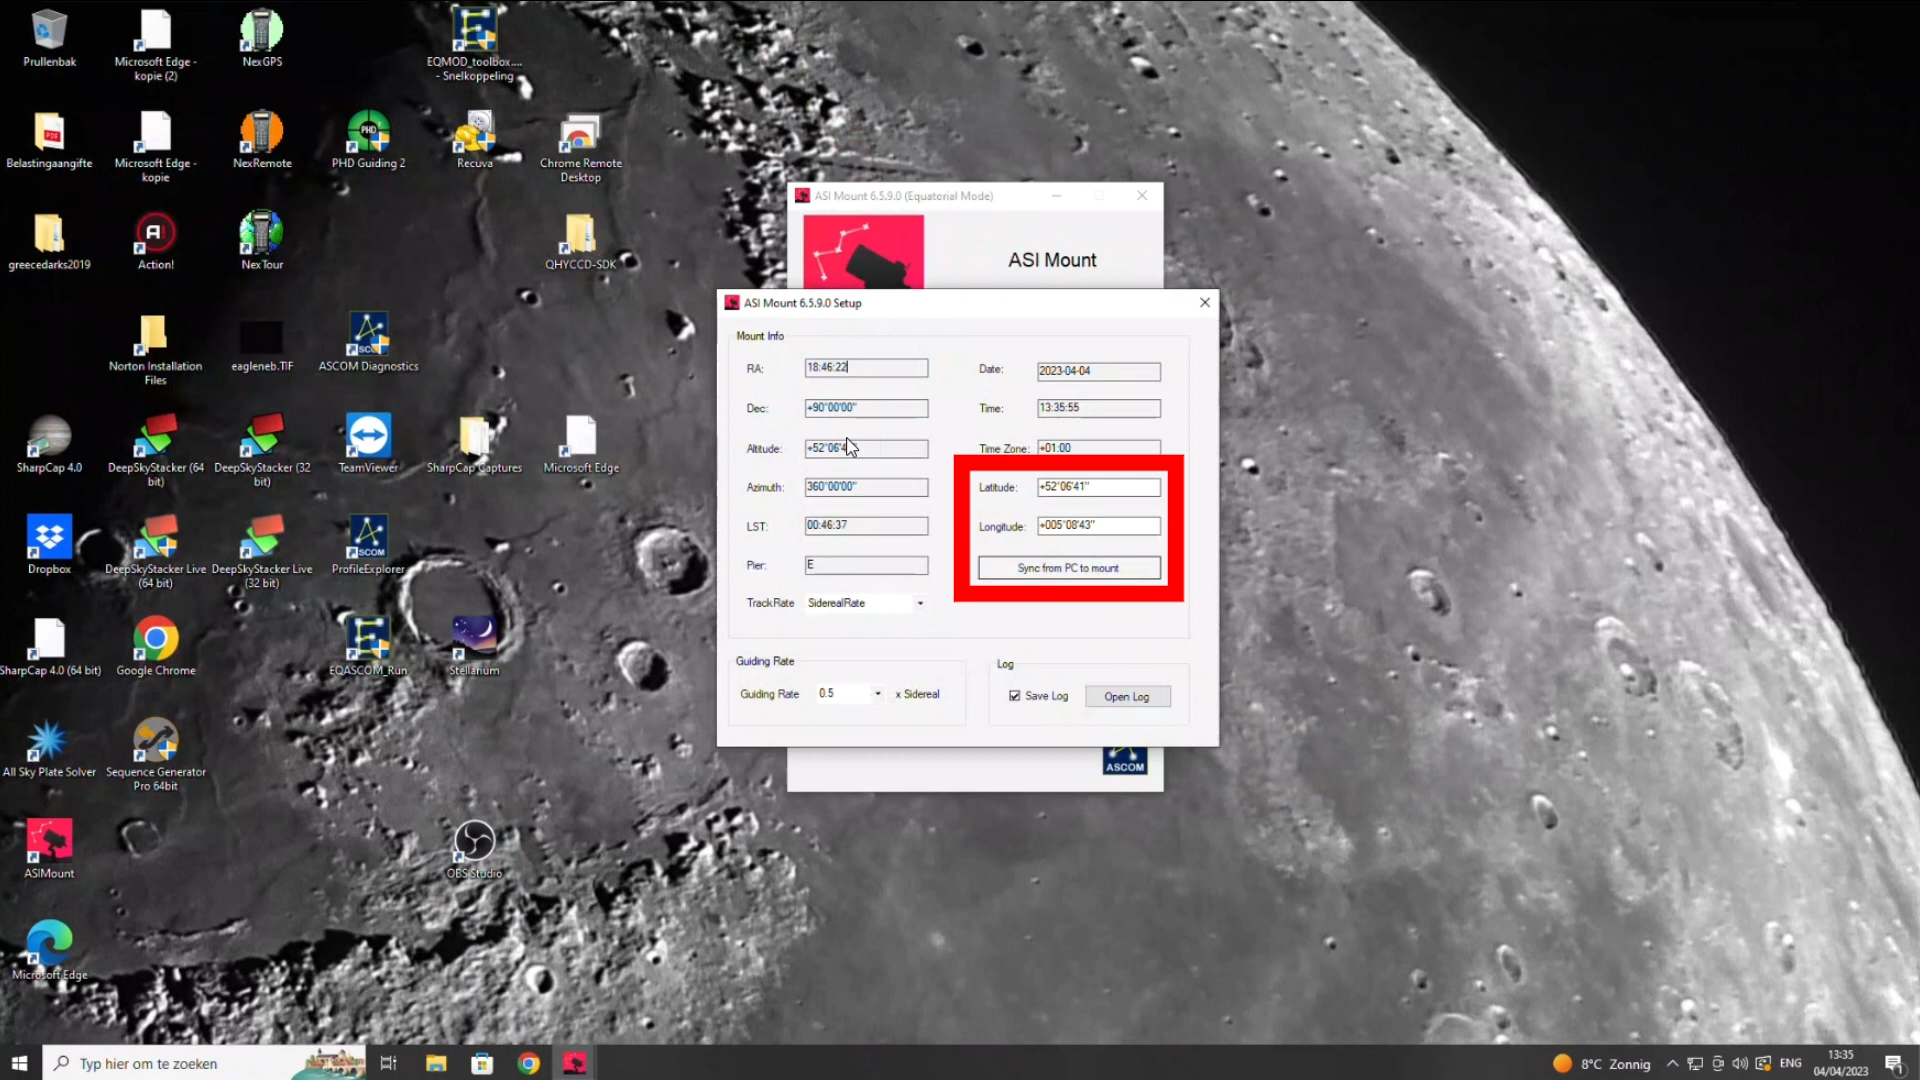 Prullenbak
Microsoft Edge -
kopie (2)
NexGPS
EQMOD_toolbox....
- Snelkoppeling
Belastingaangifte
Microsoft Edge -
kopie
NexRemote
PHD
PHD Guiding 2
Recuva
Chrome Remote
Desktop
greecedarks2019
Action!
NexTour
QHYCCD-SDK
Norton Installation
Files
eagleneb.TIF
ASCOM Diagnostics
SharpCap 4.0
DeepSkyStacker (64
bit)
DeepSkyStacker (32
bit)
TeamViewer
SharpCap Captures
Microsoft Edge
Dropbox
DeepSkyStacker Live
(64 bit)
DeepSkyStacker Live
(32 bit)
ASCOM
ProfileExplorer
SharpCap 4.0 (64 bit)
Google Chrome
EQASCOM_Run
Stellarium
All Sky Plate Solver
Sequence Generator
Pro 64bit
ASIMount
OBS Studio
Microsoft Edge
ASI Mount 6.5.9.0 (Equatorial Mode)
ASI Mount
ASI Mount 6.5.9.0 Setup
Mount Info
RA: 18:46:22
Date: 2023-04-04
Dec: +90°00'00"
Time: 13:35:55
Altitude: +52°06'4
Time Zone: +01:00
Azimuth: 360°00'00"
Latitude: +52°06'41"
LST: 00:46:37
Longitude: +005°08'43"
Pier: E
Sync from PC to mount
TrackRate SiderealRate
Guiding Rate
Log
Guiding Rate 0.5 x Sidereal
Save Log
Open Log
ASCOM
Typ hier om te zoeken
8°C Zonnig
ENG
13:35
04/04/2023
1